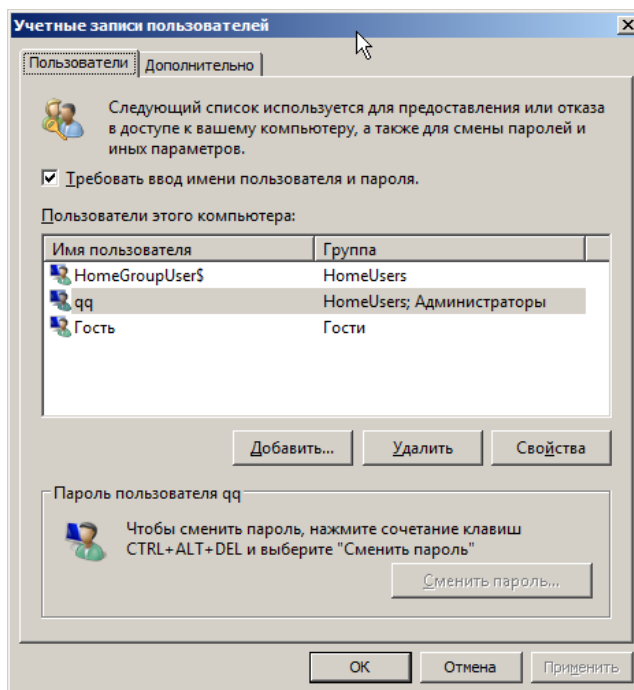 Учетные записи пользователей
Пользователи Дополнительно
Следующий список используется для предоставления или отказа
в доступе к вашему компьютеру, а также для смены паролей и
иных параметров.
Требовать ввод имени пользователя и пароля.
Пользователи этого компьютера:
Имя пользователя Группа
HomeGroupUser$ HomeUsers
qq HomeUsers; Администраторы
Гость Гости
Добавить... Удалить Свойства
Пароль пользователя qq
Чтобы сменить пароль, нажмите сочетание клавиш
CTRL+ALT+DEL и выберите "Сменить пароль"
Сменить пароль...
ОК Отмена Применить